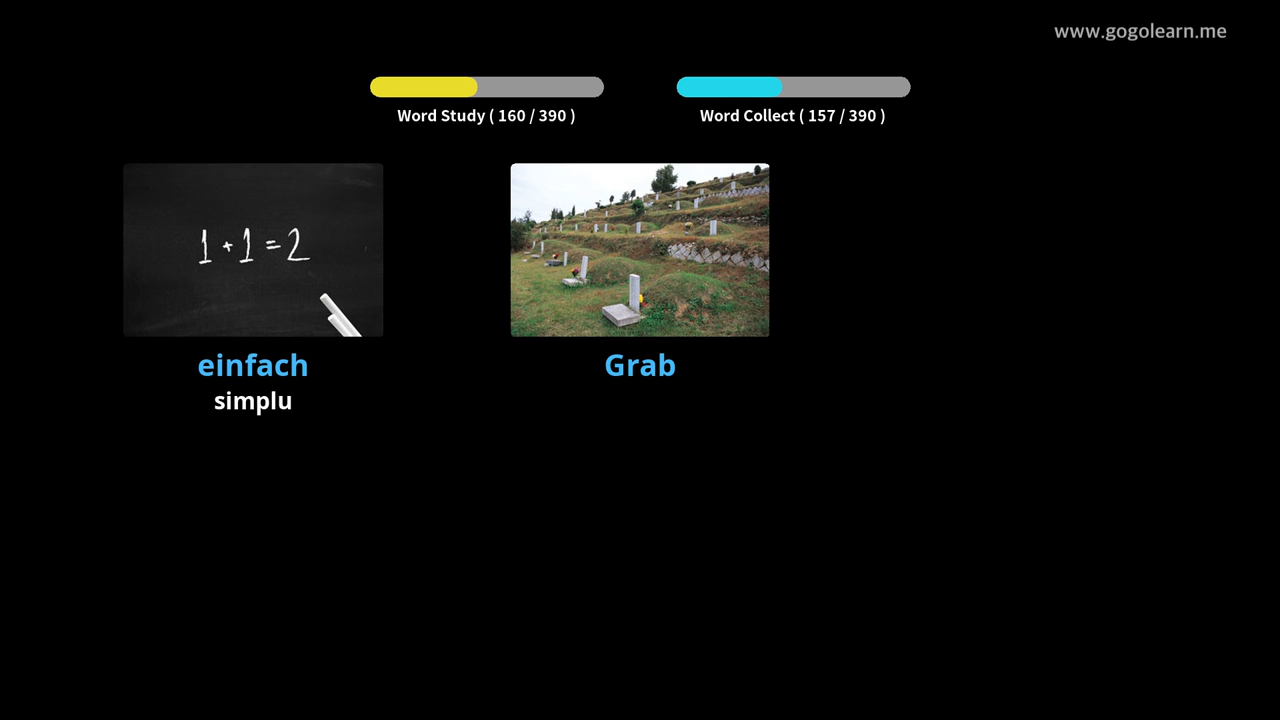 www.gogolearn.me
Word Study ( 160 / 390 )
Word Collect ( 157 / 390 )
1 + 1 = 2
einfach
simplu
Grab